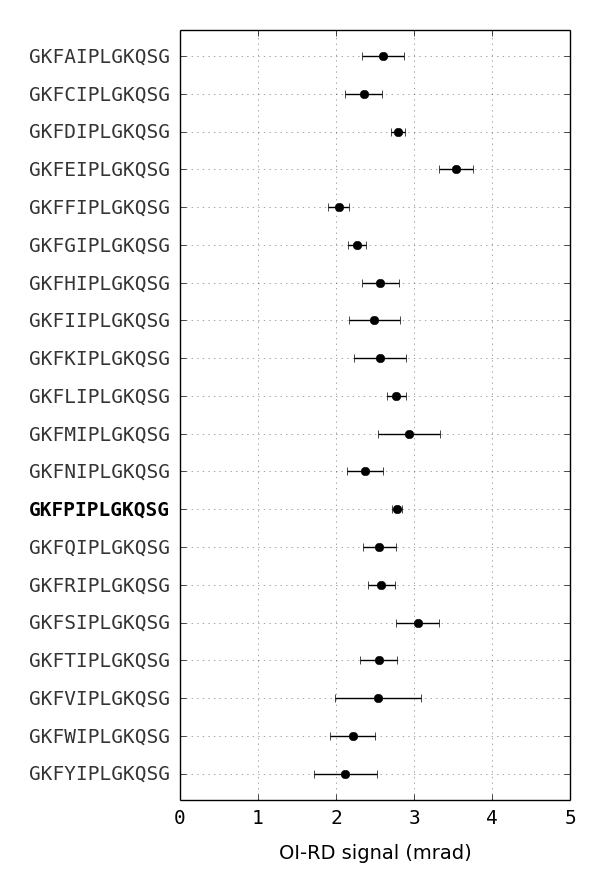 GKFAIPLGKQSG
GKFCIPLGKQSG
GKFDIPLGKQSG
GKFEIPLGKQSG
GKFFIPLGKQSG
GKFGIPLGKQSG
GKFHIPLGKQSG
GKFIIPLGKQSG
GKFKIPLGKQSG
GKFLIPLGKQSG
GKFMIPLGKQSG
GKFNIPLGKQSG
GKFPIPLGKQSG
GKFQIPLGKQSG
GKFRIPLGKQSG
GKFSIPLGKQSG
GKFTIPLGKQSG
GKFVIPLGKQSG
GKFWIPLGKQSG
GKFYIPLGKQSG
0 1 2 3 4 5
OI-RD signal (mrad)